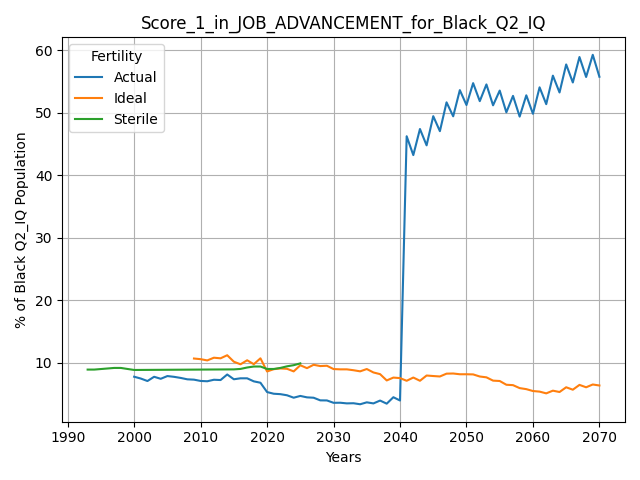 Score_1_in_JOB_ADVANCEMENT_for_Black_Q2_IQ
% of Black Q2_IQ Population
60
50
40
30
20
10
Fertility
Actual
Ideal
Sterile
1990 2000 2010 2020 2030 2040 2050 2060 2070
Years